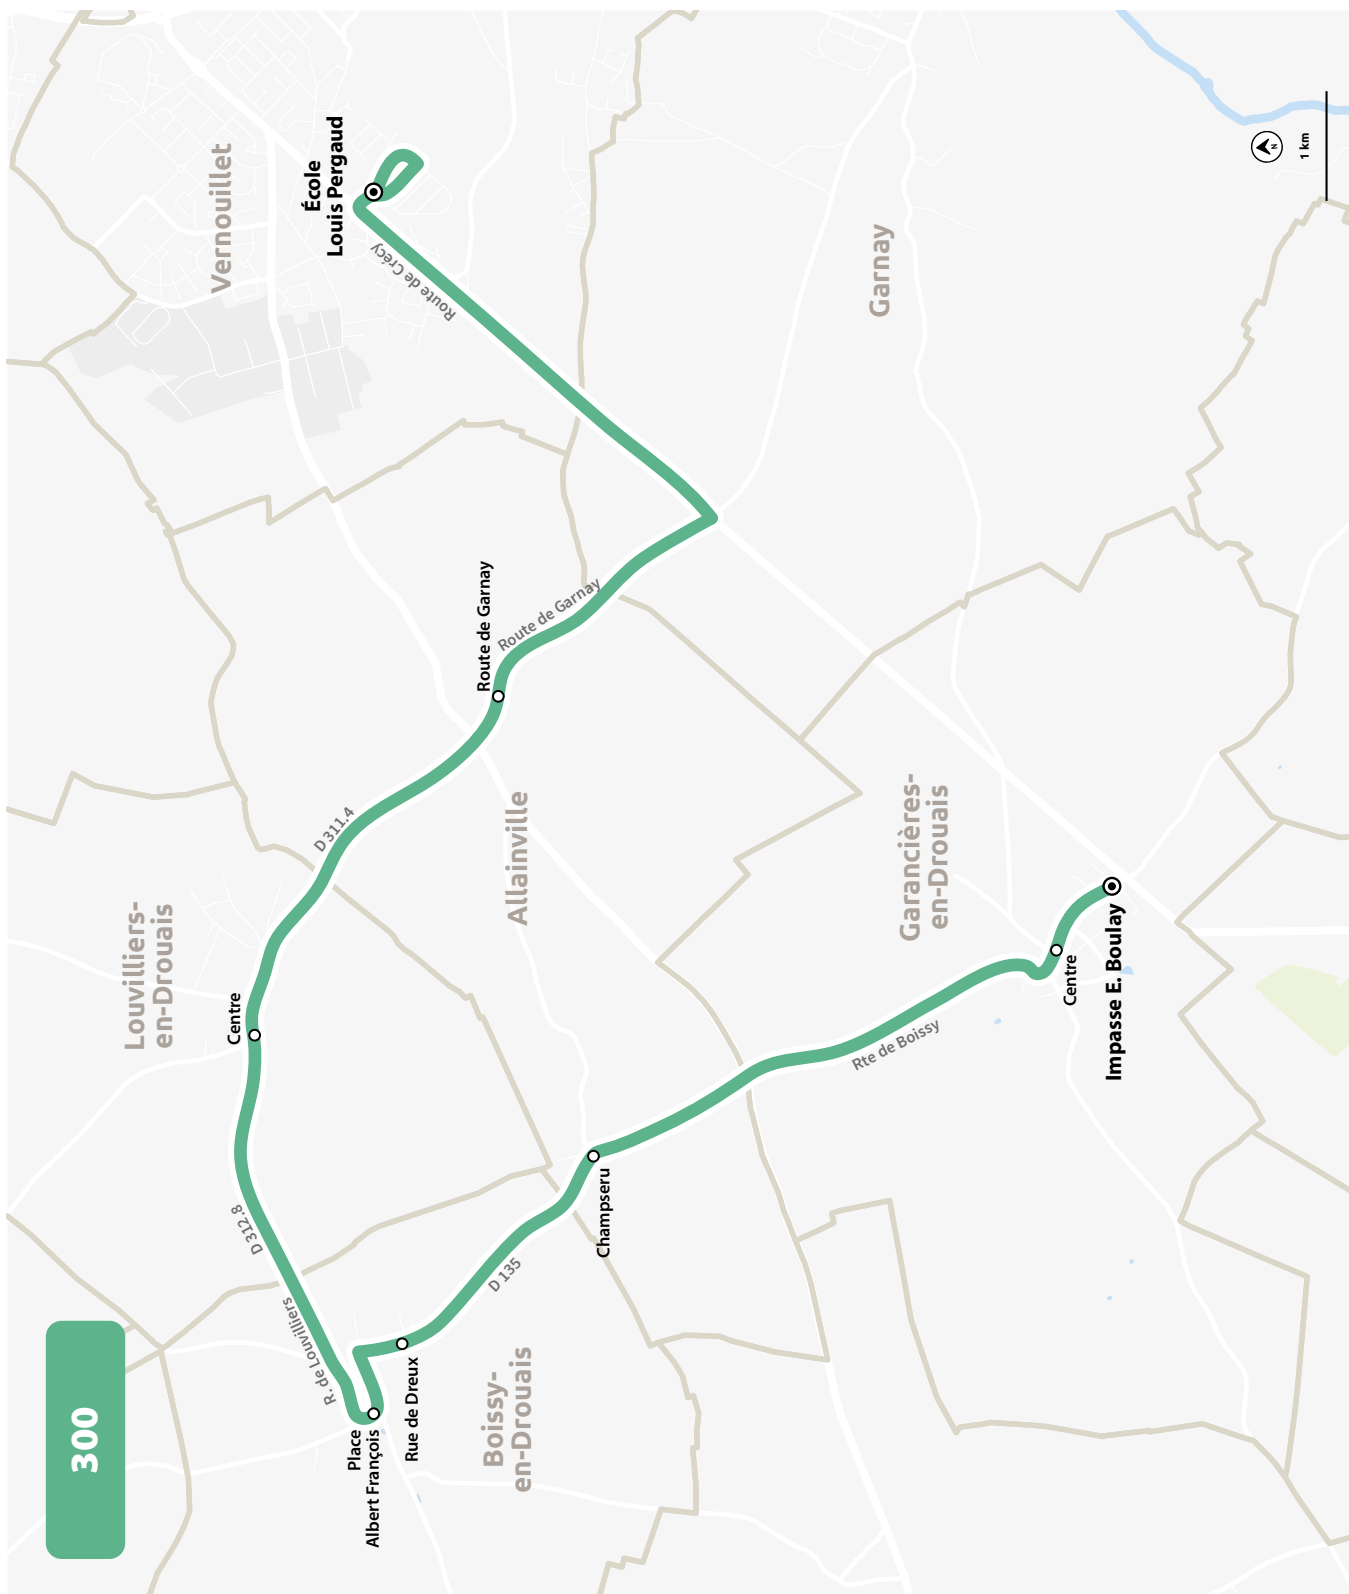 300
Vernouillet
École
Louis Pergaud
Route de Crécy
Garnay
N
1 km
Route de Garnay
Route de Garnay
D 311.4
Allainville
Louvilliers-
en-Drouais
Centre
D 312.8
R. de Louvilliers
Place
Albert François
Rue de Dreux
Boissy-
en-Drouais
D 135
Champseru
Rte de Boissy
Garancières-
en-Drouais
Centre
Impasse E. Boulay